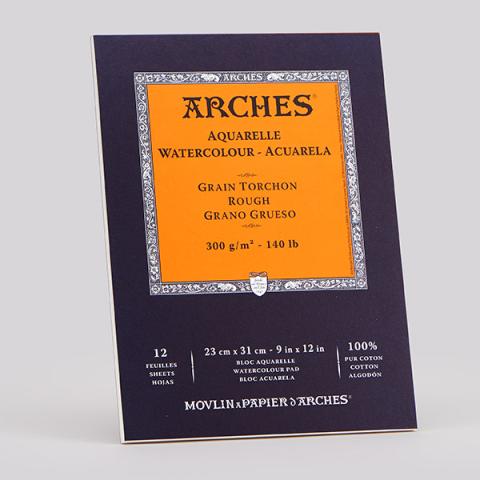 ARCHES
ARCHES®
AQUARELLE
WATERCOLOUR - ACUARELA
GRAIN TORCHON
ROUGH
GRANO GRUESO
300 g/m² - 140 lb
12
FEUILLES
SHEETS
HOJAS
23 cm x 31 cm - 9 in x 12 in
BLOC AQUARELLE
WATERCOLOUR PAD
BLOC ACUARELA
100%
PUR COTON
COTTON
ALGODÓN
MOVLIN à PAPIER d'ARCHES®